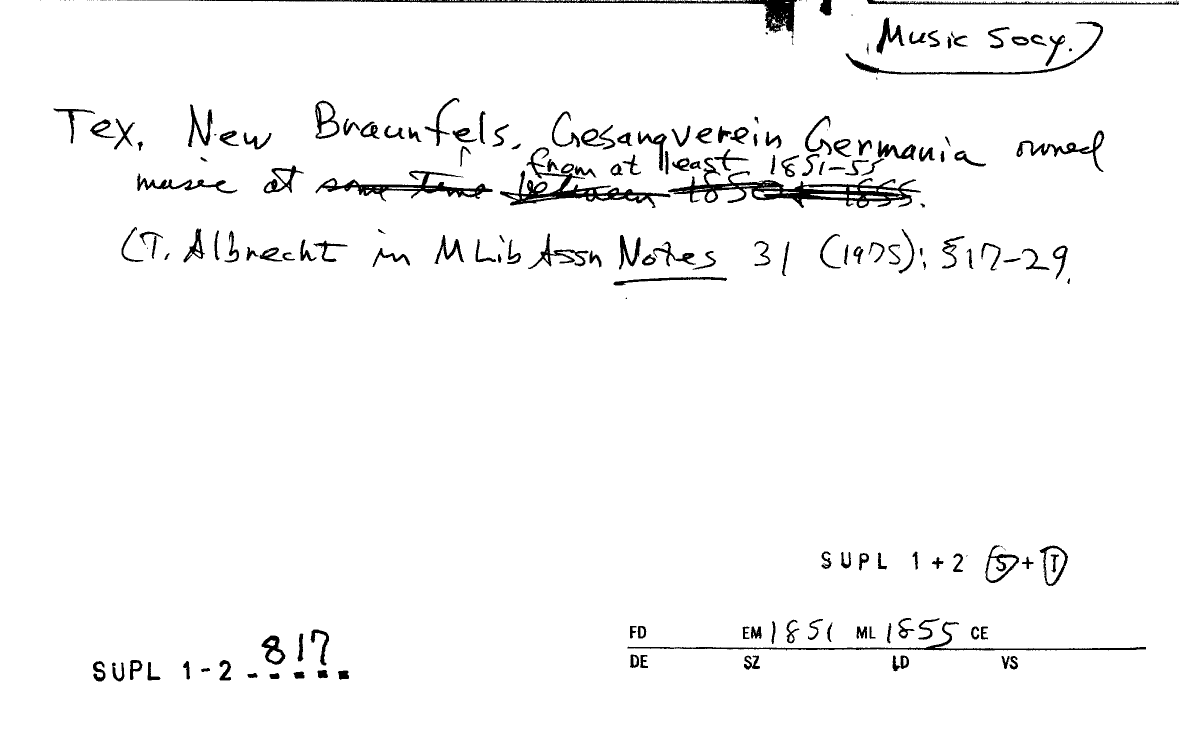 Music Socy.
Tex, New Braunfels. Gesangverein Germania owned
from at least 1851-55
music at some time between 1850 + 1855.
(T. Albrecht in M Lib Assn Notes 31 (1975): 517-29.
SUPL 1+2 S+T
FD EM 1851 ML 1855 CE
DE SZ LD VS
SUPL 1-2 817